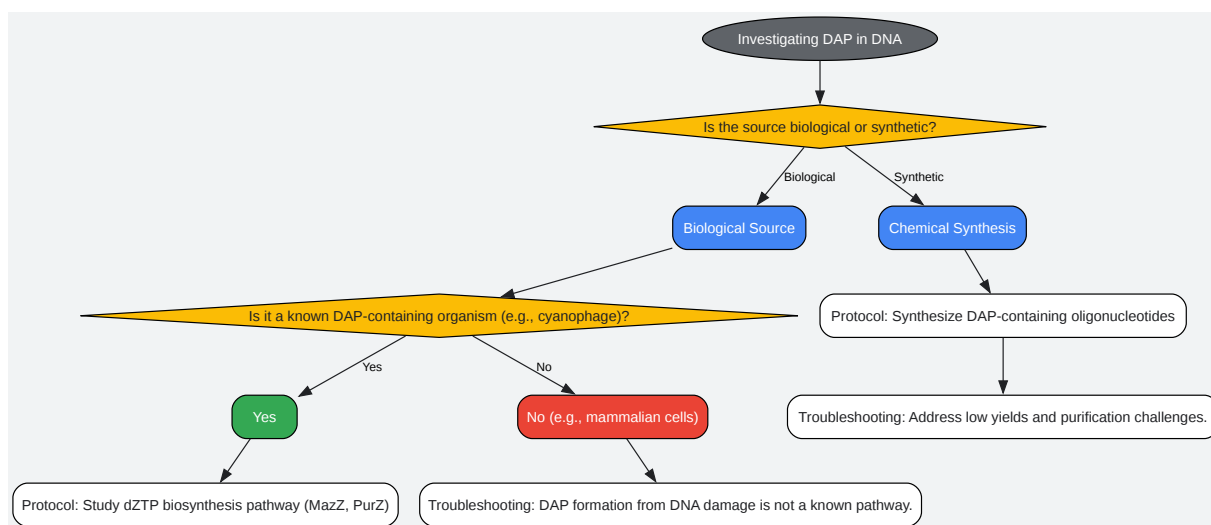 Investigating DAP in DNA
Is the source biological or synthetic?
Biological
Synthetic
Biological Source
Chemical Synthesis
Is it a known DAP-containing organism (e.g., cyanophage)?
Protocol: Synthesize DAP-containing oligonucleotides
Yes
No
Yes
No (e.g., mammalian cells)
Troubleshooting: Address low yields and purification challenges.
Protocol: Study dZTP biosynthesis pathway (MazZ, PurZ)
Troubleshooting: DAP formation from DNA damage is not a known pathway.